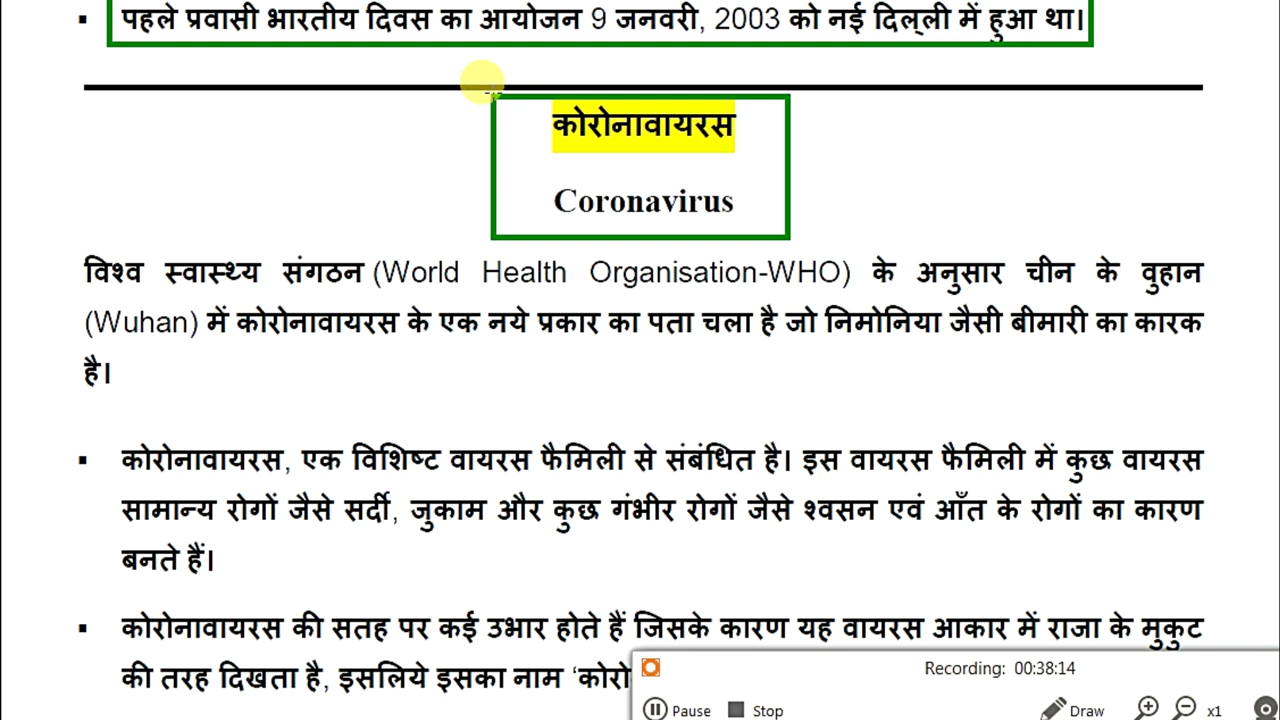 ▪ पहले प्रवासी भारतीय दिवस का आयोजन 9 जनवरी, 2003 को नई दिल्ली में हुआ था।
कोरोनावायरस
Coronavirus
विश्व स्वास्थ्य संगठन (World Health Organisation-WHO) के अनुसार चीन के वुहान
(Wuhan) में कोरोनावायरस के एक नये प्रकार का पता चला है जो निमोनिया जैसी बीमारी का कारक
है।
▪ कोरोनावायरस, एक विशिष्ट वायरस फैमिली से संबंधित है। इस वायरस फैमिली में कुछ वायरस
सामान्य रोगों जैसे सर्दी, जुकाम और कुछ गंभीर रोगों जैसे श्वसन एवं आँत के रोगों का कारण
बनते हैं।
▪ कोरोनावायरस की सतह पर कई उभार होते हैं जिसके कारण यह वायरस आकार में राजा के मुकुट
की तरह दिखता है, इसलिये इसका नाम ‘कोरो
Recording: 00:38:14
Pause Stop Draw x1